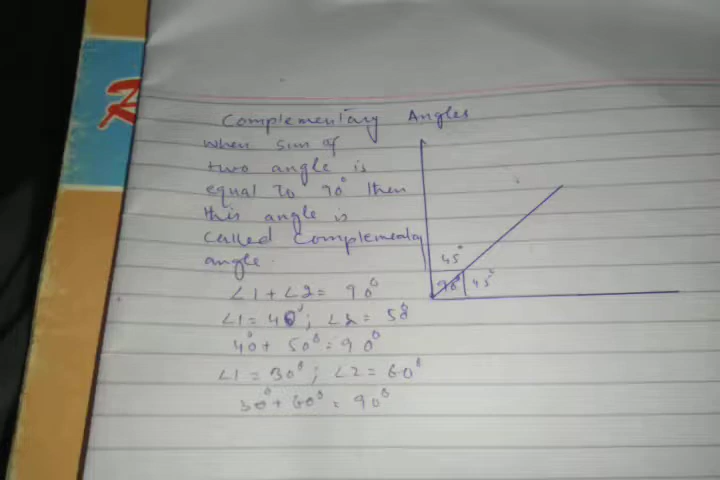 Complementary Angles
When sum of
two angle is
equal to 90° then
this angle is
called complementary
angle.
∠1 + ∠2 = 90°
∠1 = 40° ; ∠2 = 50
40° + 50° = 90°
∠1 = 30° ; ∠2 = 60°
30° + 60° = 90°
45°
90° 45°